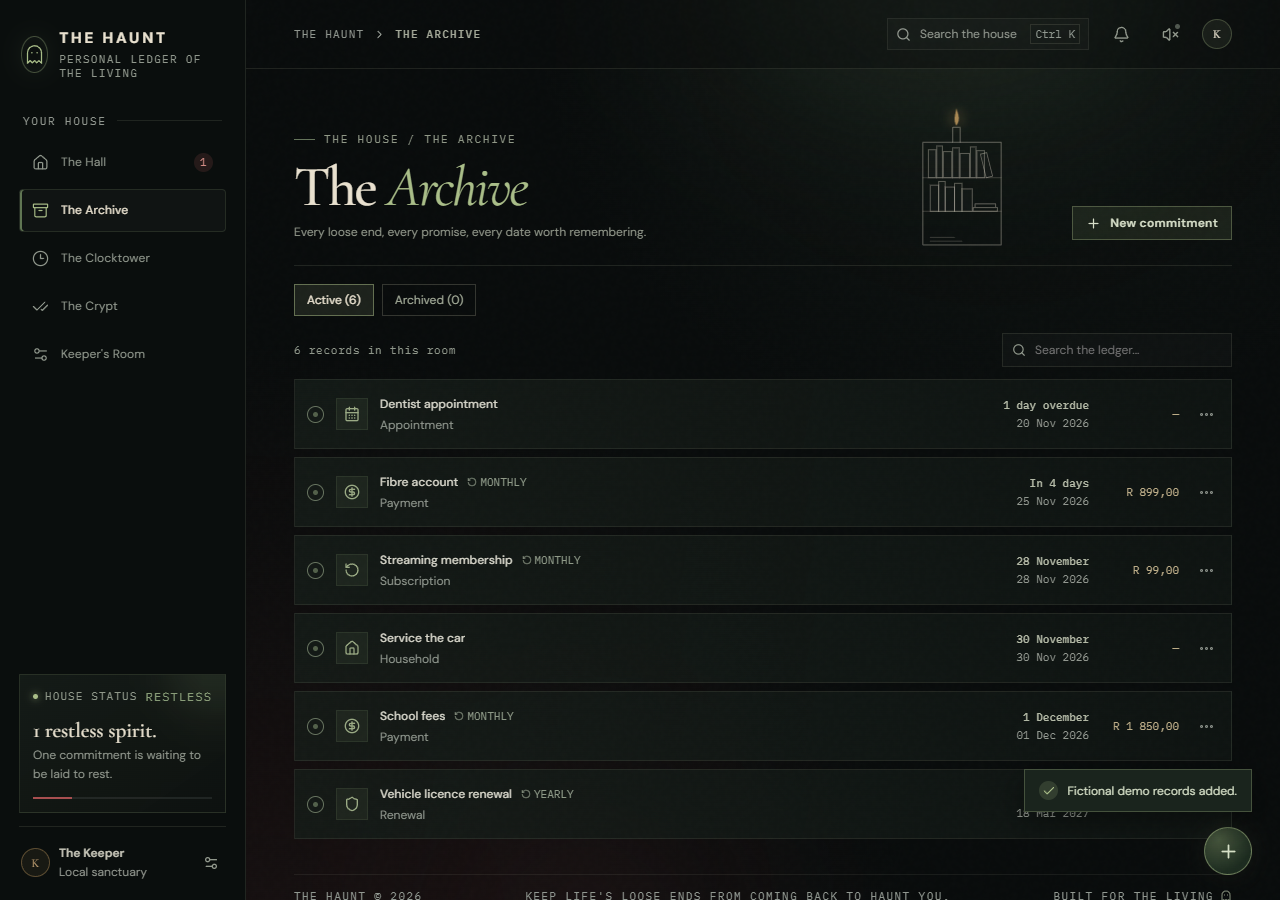 THE HAUNT
PERSONAL LEDGER OF
THE LIVING
YOUR HOUSE
The Hall
1
The Archive
The Clocktower
The Crypt
Keeper's Room
HOUSE STATUS RESTLESS
1 restless spirit.
One commitment is waiting to
be laid to rest.
K
The Keeper
Local sanctuary
THE HAUNT > THE ARCHIVE
Search the house Ctrl K
K
THE HOUSE / THE ARCHIVE
The Archive
Every loose end, every promise, every date worth remembering.
New commitment
Active (6)
Archived (0)
6 records in this room
Search the ledger…
Dentist appointment
Appointment
1 day overdue
20 Nov 2026
—
Fibre account MONTHLY
Payment
In 4 days
25 Nov 2026
R 899,00
Streaming membership MONTHLY
Subscription
28 November
28 Nov 2026
R 99,00
Service the car
Household
30 November
30 Nov 2026
—
School fees MONTHLY
Payment
1 December
01 Dec 2026
R 1 850,00
Vehicle licence renewal YEARLY
Renewal
18 Mar 2027
Fictional demo records added.
THE HAUNT © 2026
KEEP LIFE'S LOOSE ENDS FROM COMING BACK TO HAUNT YOU.
BUILT FOR THE LIVING